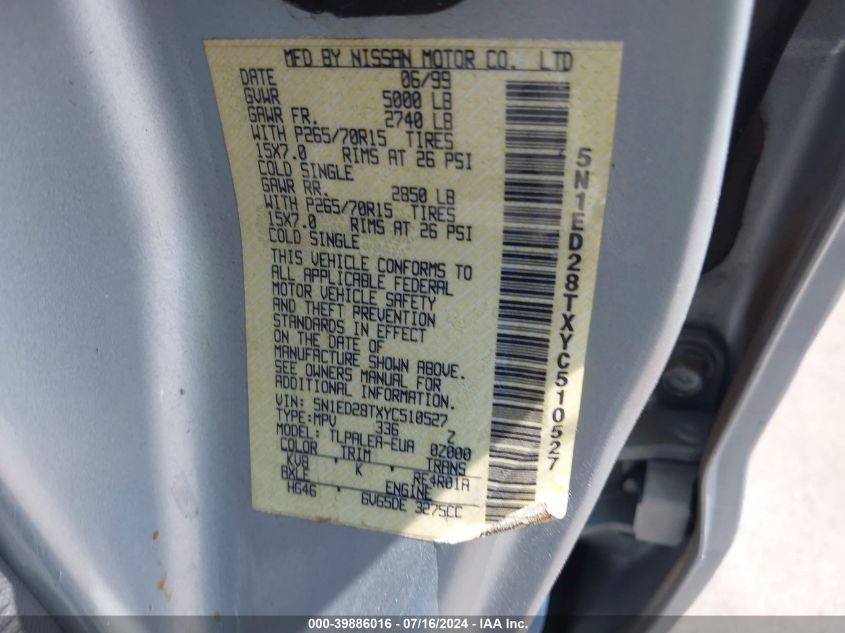 MFD BY NISSAN MOTOR CO. LTD
DATE 06/99
GVWR 5000 LB
GAWR FR. 2740 LB
WITH P265/70R15 TIRES
15X7.0 RIMS AT 26 PSI
COLD SINGLE
GAWR RR. 2850 LB
WITH P265/70R15 TIRES
15X7.0 RIMS AT 26 PSI
COLD SINGLE
THIS VEHICLE CONFORMS TO
ALL APPLICABLE FEDERAL
MOTOR VEHICLE SAFETY
AND THEFT PREVENTION
STANDARDS IN EFFECT
ON THE DATE OF
MANUFACTURE SHOWN ABOVE.
SEE OWNERS MANUAL FOR
ADDITIONAL INFORMATION.
VIN: 5N1ED28TXYC510527
TYPE:MPV 336 Z
MODEL: TLPALEA-EUA 0Z000
COLOR TRIM TRANS
KV8 · K RE4R01A
AXLE ENGINE
HG46 · 6VG5DE 3275CC
5N1ED28TXYC510527
000-39886016 - 07/16/2024 - IAA Inc.